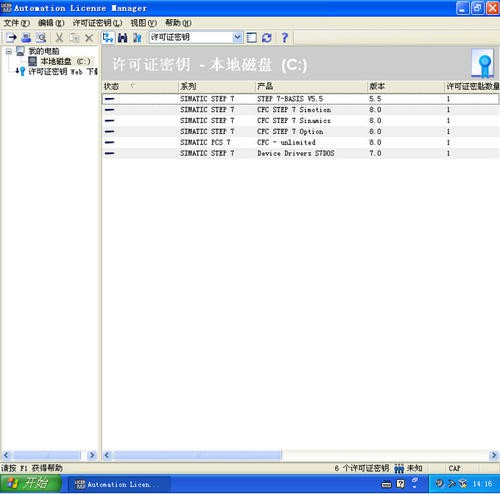 Automation License Manager
文件(F) 编辑(E) 许可证密钥(L) 视图(V) 帮助(H)
许可证密钥
我的电脑
本地磁盘 (C:)
许可证密钥 Web 下载
许可证密钥 - 本地磁盘 (C:)
状态 系列 产品 版本 许可证密匙数量
SIMATIC STEP 7 STEP 7-BASIS V5.5 5.5 1
SIMATIC STEP 7 CFC STEP 7 Simotion 8.0 1
SIMATIC STEP 7 CFC STEP 7 Sinamics 8.0 1
SIMATIC STEP 7 CFC STEP 7 Option 8.0 1
SIMATIC PCS 7 CFC - unlimited 8.0 1
SIMATIC STEP 7 Device Drivers S7DOS 7.0 1
请按 F1 获得帮助 6 个许可证密钥 未知 CAP
开始 Automation Licen... 14:16